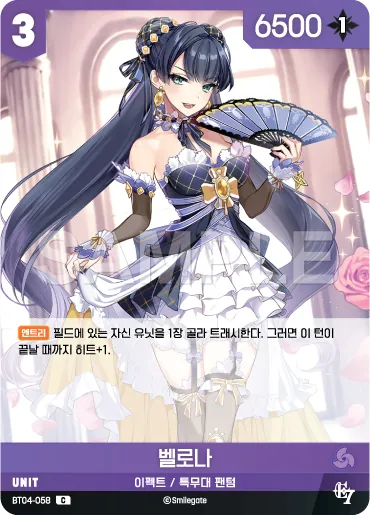 3
6500 1
SAMPLE
엔트리 필드에 있는 자신 유닛을 1장 골라 트래시한다. 그러면 이 턴이
끝날 때까지 히트+1.
벨로나
UNIT 이펙트 / 특무대 팬텀
BT04-058 C ©Smilegate
E7